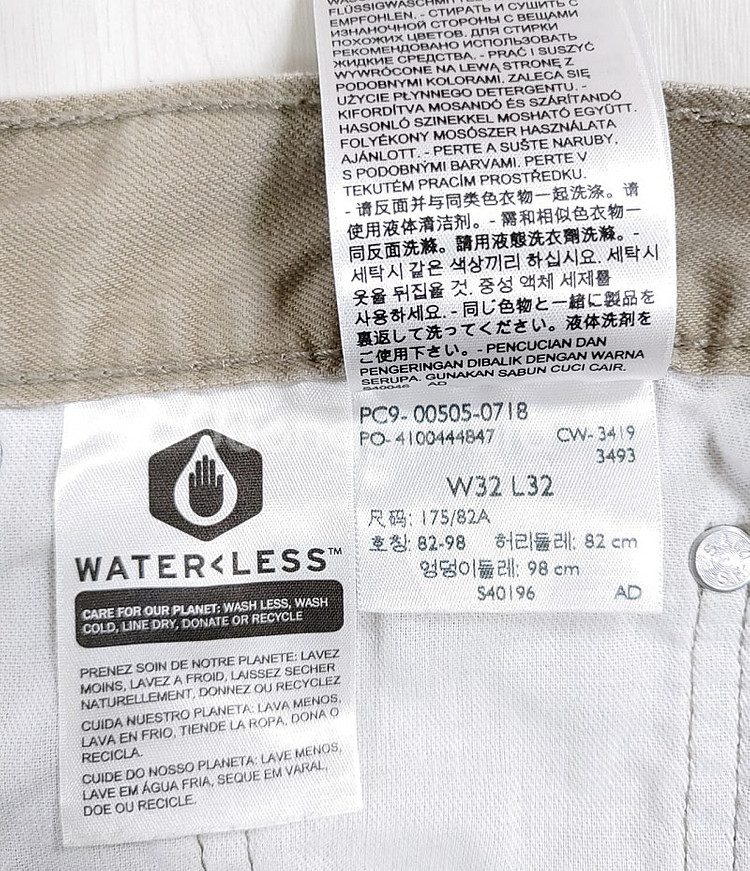 FLÜSSIGWASCHMITTEL
EMPFOHLEN. - СТИРАТЬ И СУШИТЬ С
ИЗНАНОЧНОЙ СТОРОНЫ С ВЕЩАМИ
ПОХОЖИХ ЦВЕТОВ. ДЛЯ СТИРКИ
РЕКОМЕНДОВАНО ИСПОЛЬЗОВАТЬ
ЖИДКИЕ СРЕДСТВА. - PRAĆ I SUSZYĆ
WYWRÓCONE NA LEWĄ STRONĘ Z
PODOBNYMI KOLORAMI. ZALECA SIĘ
UŻYCIE PŁYNNEGO DETERGENTU. -
KIFORDÍTVA MOSANDÓ ÉS SZÁRÍTANDÓ
HASONLÓ SZINEKKEL MOSHATÓ EGYÜTT.
FOLYÉKONY MOSÓSZER HASZNÁLATA
AJÁNLOTT. - PERTE A SUŠTE NARUBY,
S PODOBNÝMI BARVAMI. PERTE V
TEKUTÉM PRACÍM PROSTŘEDKU.
- 请反面并与同类色衣物一起洗涤。请
使用液体清洁剂。- 需和相似色衣物一
同反面洗滌。請用液態洗衣劑洗滌。-
세탁시 같은 색상끼리 하십시요. 세탁시
옷을 뒤집을 것. 중성 액체 세제를
사용하세요. - 同じ色物と一緒に製品を
裏返して洗ってください。液体洗剤を
ご使用下さい。- PENCUCIAN DAN
PENGERINGAN DIBALIK DENGAN WARNA
SERUPA. GUNAKAN SABUN CUCI CAIR.
S40046 AD
PC9- 00505-0718
PO- 4100444847 CW- 3419
3493
W32 L32
尺码: 175/82A
호칭: 82-98 허리둘레: 82 cm
엉덩이둘레: 98 cm
S40196 AD
WATER<LESS™
CARE FOR OUR PLANET: WASH LESS, WASH
COLD, LINE DRY, DONATE OR RECYCLE
PRENEZ SOIN DE NOTRE PLANETE: LAVEZ
MOINS, LAVEZ A FROID, LAISSEZ SECHER
NATURELLEMENT, DONNEZ OU RECYCLEZ
CUIDA NUESTRO PLANETA: LAVA MENOS,
LAVA EN FRIO, TIENDE LA ROPA, DONA O
RECICLA.
CUIDE DO NOSSO PLANETA: LAVE MENOS,
LAVE EM ÁGUA FRIA, SEQUE EM VARAL,
DOE OU RECICLE.